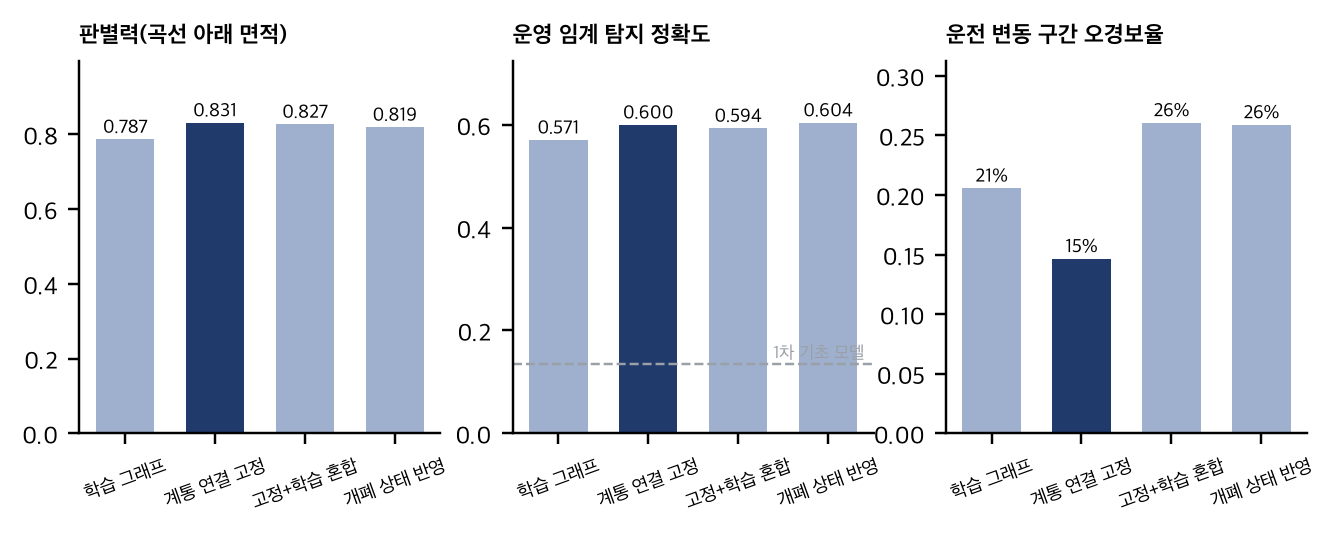 판별력(곡선 아래 면적)
0.8
0.6
0.4
0.2
0.0
0.787
0.831
0.827
0.819
학습 그래프
계통 연결 고정
고정+학습 혼합
개폐 상태 반영
운영 임계 탐지 정확도
0.6
0.4
0.2
0.0
0.571
0.600
0.594
0.604
1차 기초 모델
학습 그래프
계통 연결 고정
고정+학습 혼합
개폐 상태 반영
운전 변동 구간 오경보율
0.30
0.25
0.20
0.15
0.10
0.05
0.00
21%
15%
26%
26%
학습 그래프
계통 연결 고정
고정+학습 혼합
개폐 상태 반영